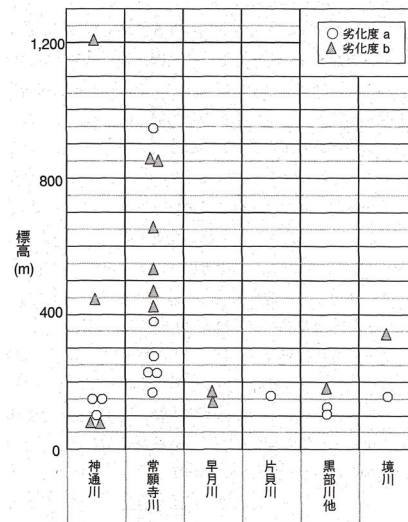 ○ 劣化度 a
▲ 劣化度 b
1,200
800
標高
(m)
400
0
神通川
常願寺川
早月川
片貝川
黒部川他
境川